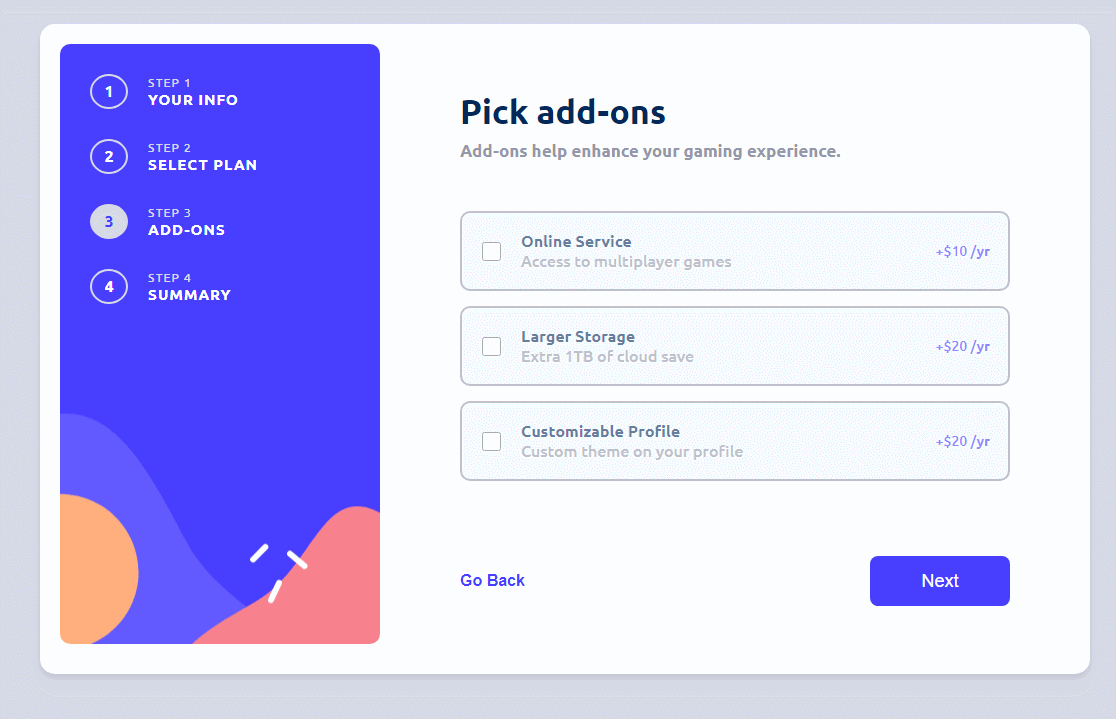 1
STEP 1
YOUR INFO
2
STEP 2
SELECT PLAN
3
STEP 3
ADD-ONS
4
STEP 4
SUMMARY
Pick add-ons
Add-ons help enhance your gaming experience.
Online Service
Access to multiplayer games
+$10 /yr
Larger Storage
Extra 1TB of cloud save
+$20 /yr
Customizable Profile
Custom theme on your profile
+$20 /yr
Go Back
Next